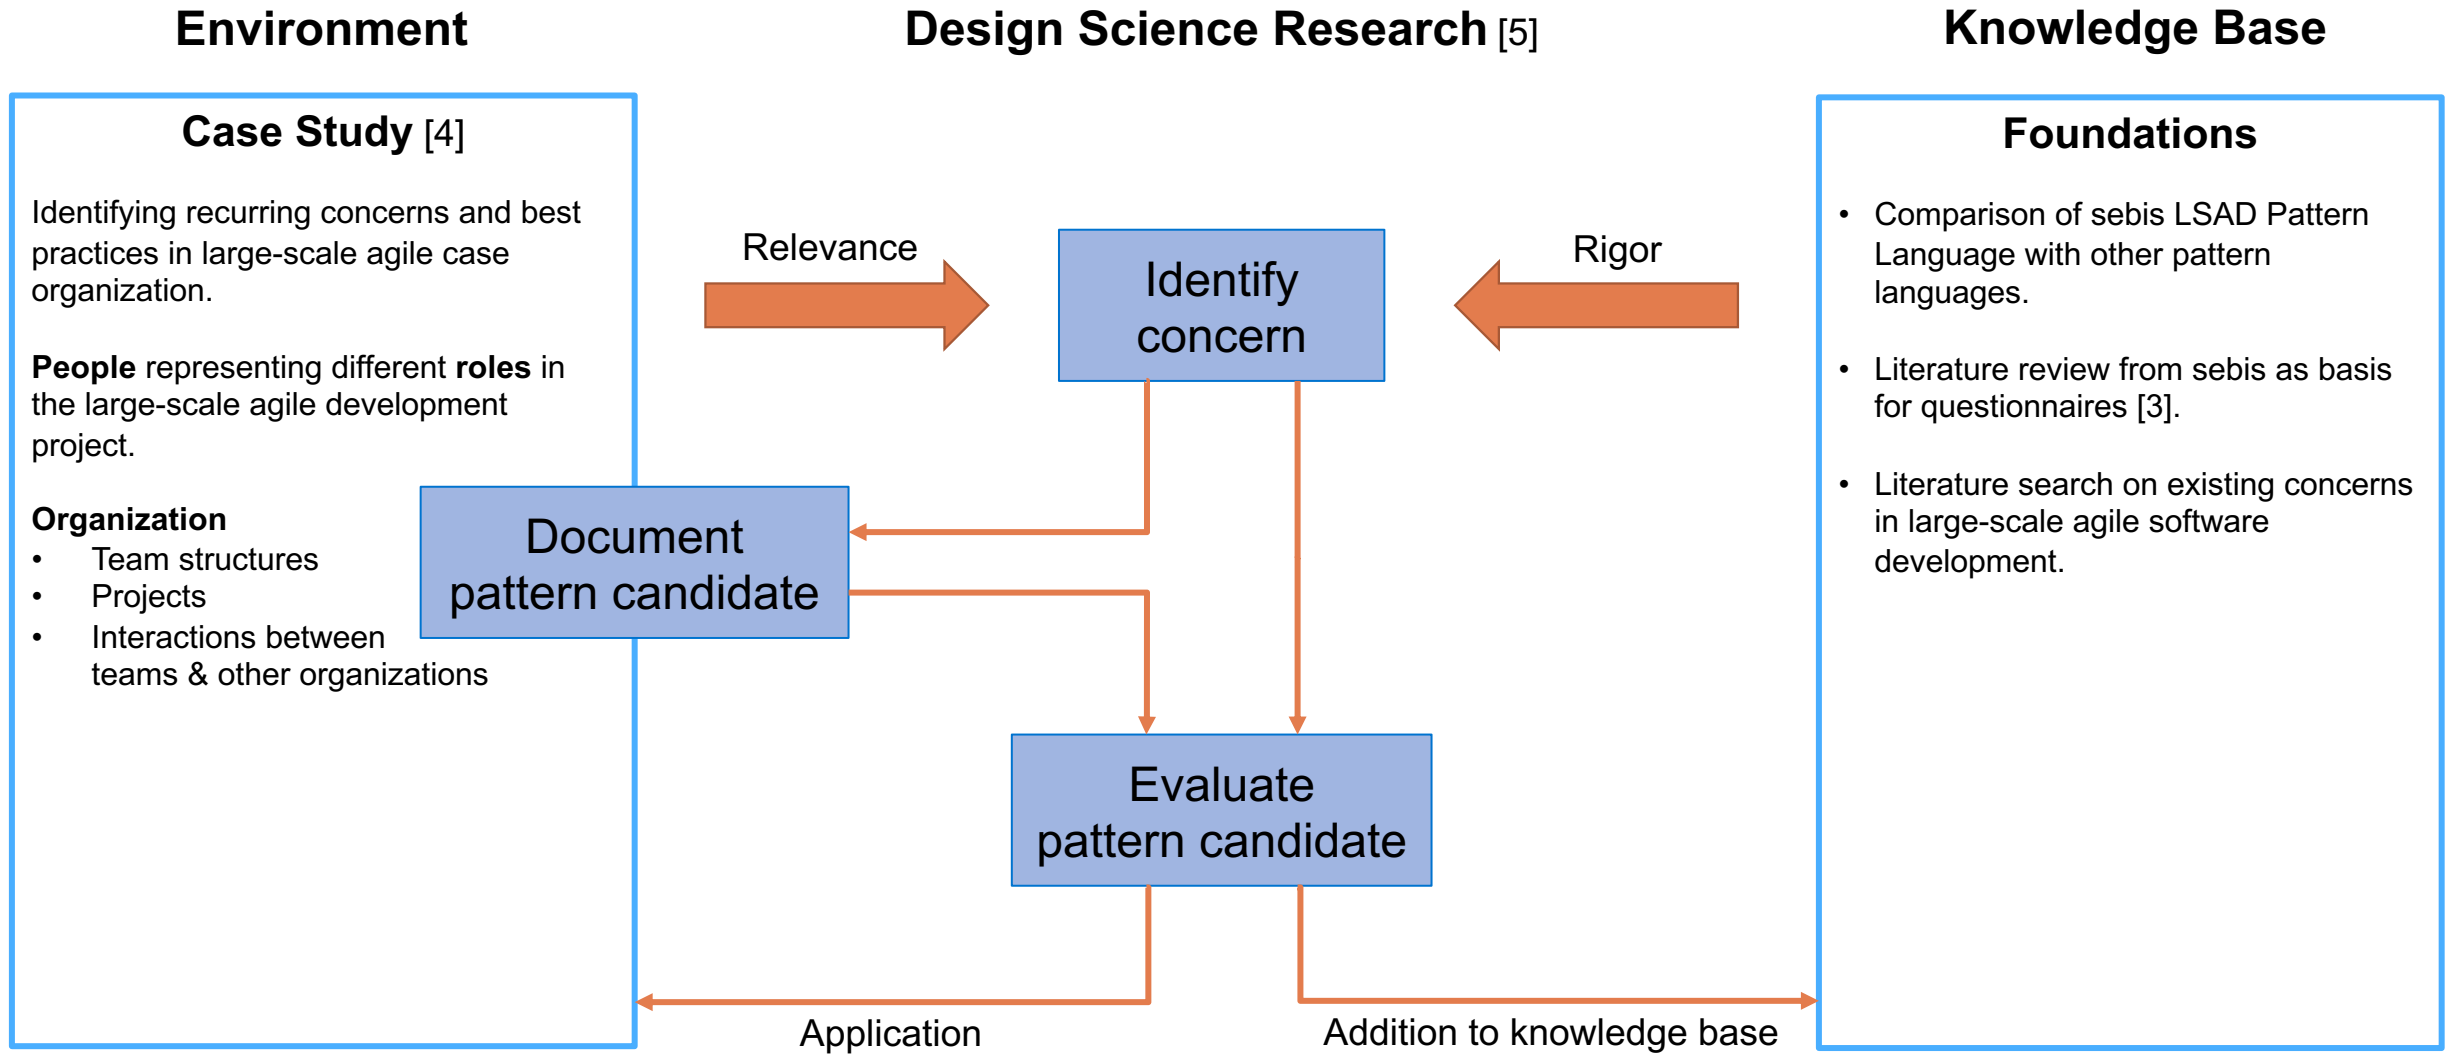 Environment
Design Science Research [5]
Knowledge Base
Case Study [4]
Identifying recurring concerns and best
practices in large-scale agile case
organization.
People representing different roles in
the large-scale agile development
project.
Organization
• Team structures
• Projects
• Interactions between
teams & other organizations
Relevance
Identify
concern
Rigor
Document
pattern candidate
Evaluate
pattern candidate
Application
Addition to knowledge base
Foundations
• Comparison of sebis LSAD Pattern
Language with other pattern
languages.
• Literature review from sebis as basis
for questionnaires [3].
• Literature search on existing concerns
in large-scale agile software
development.